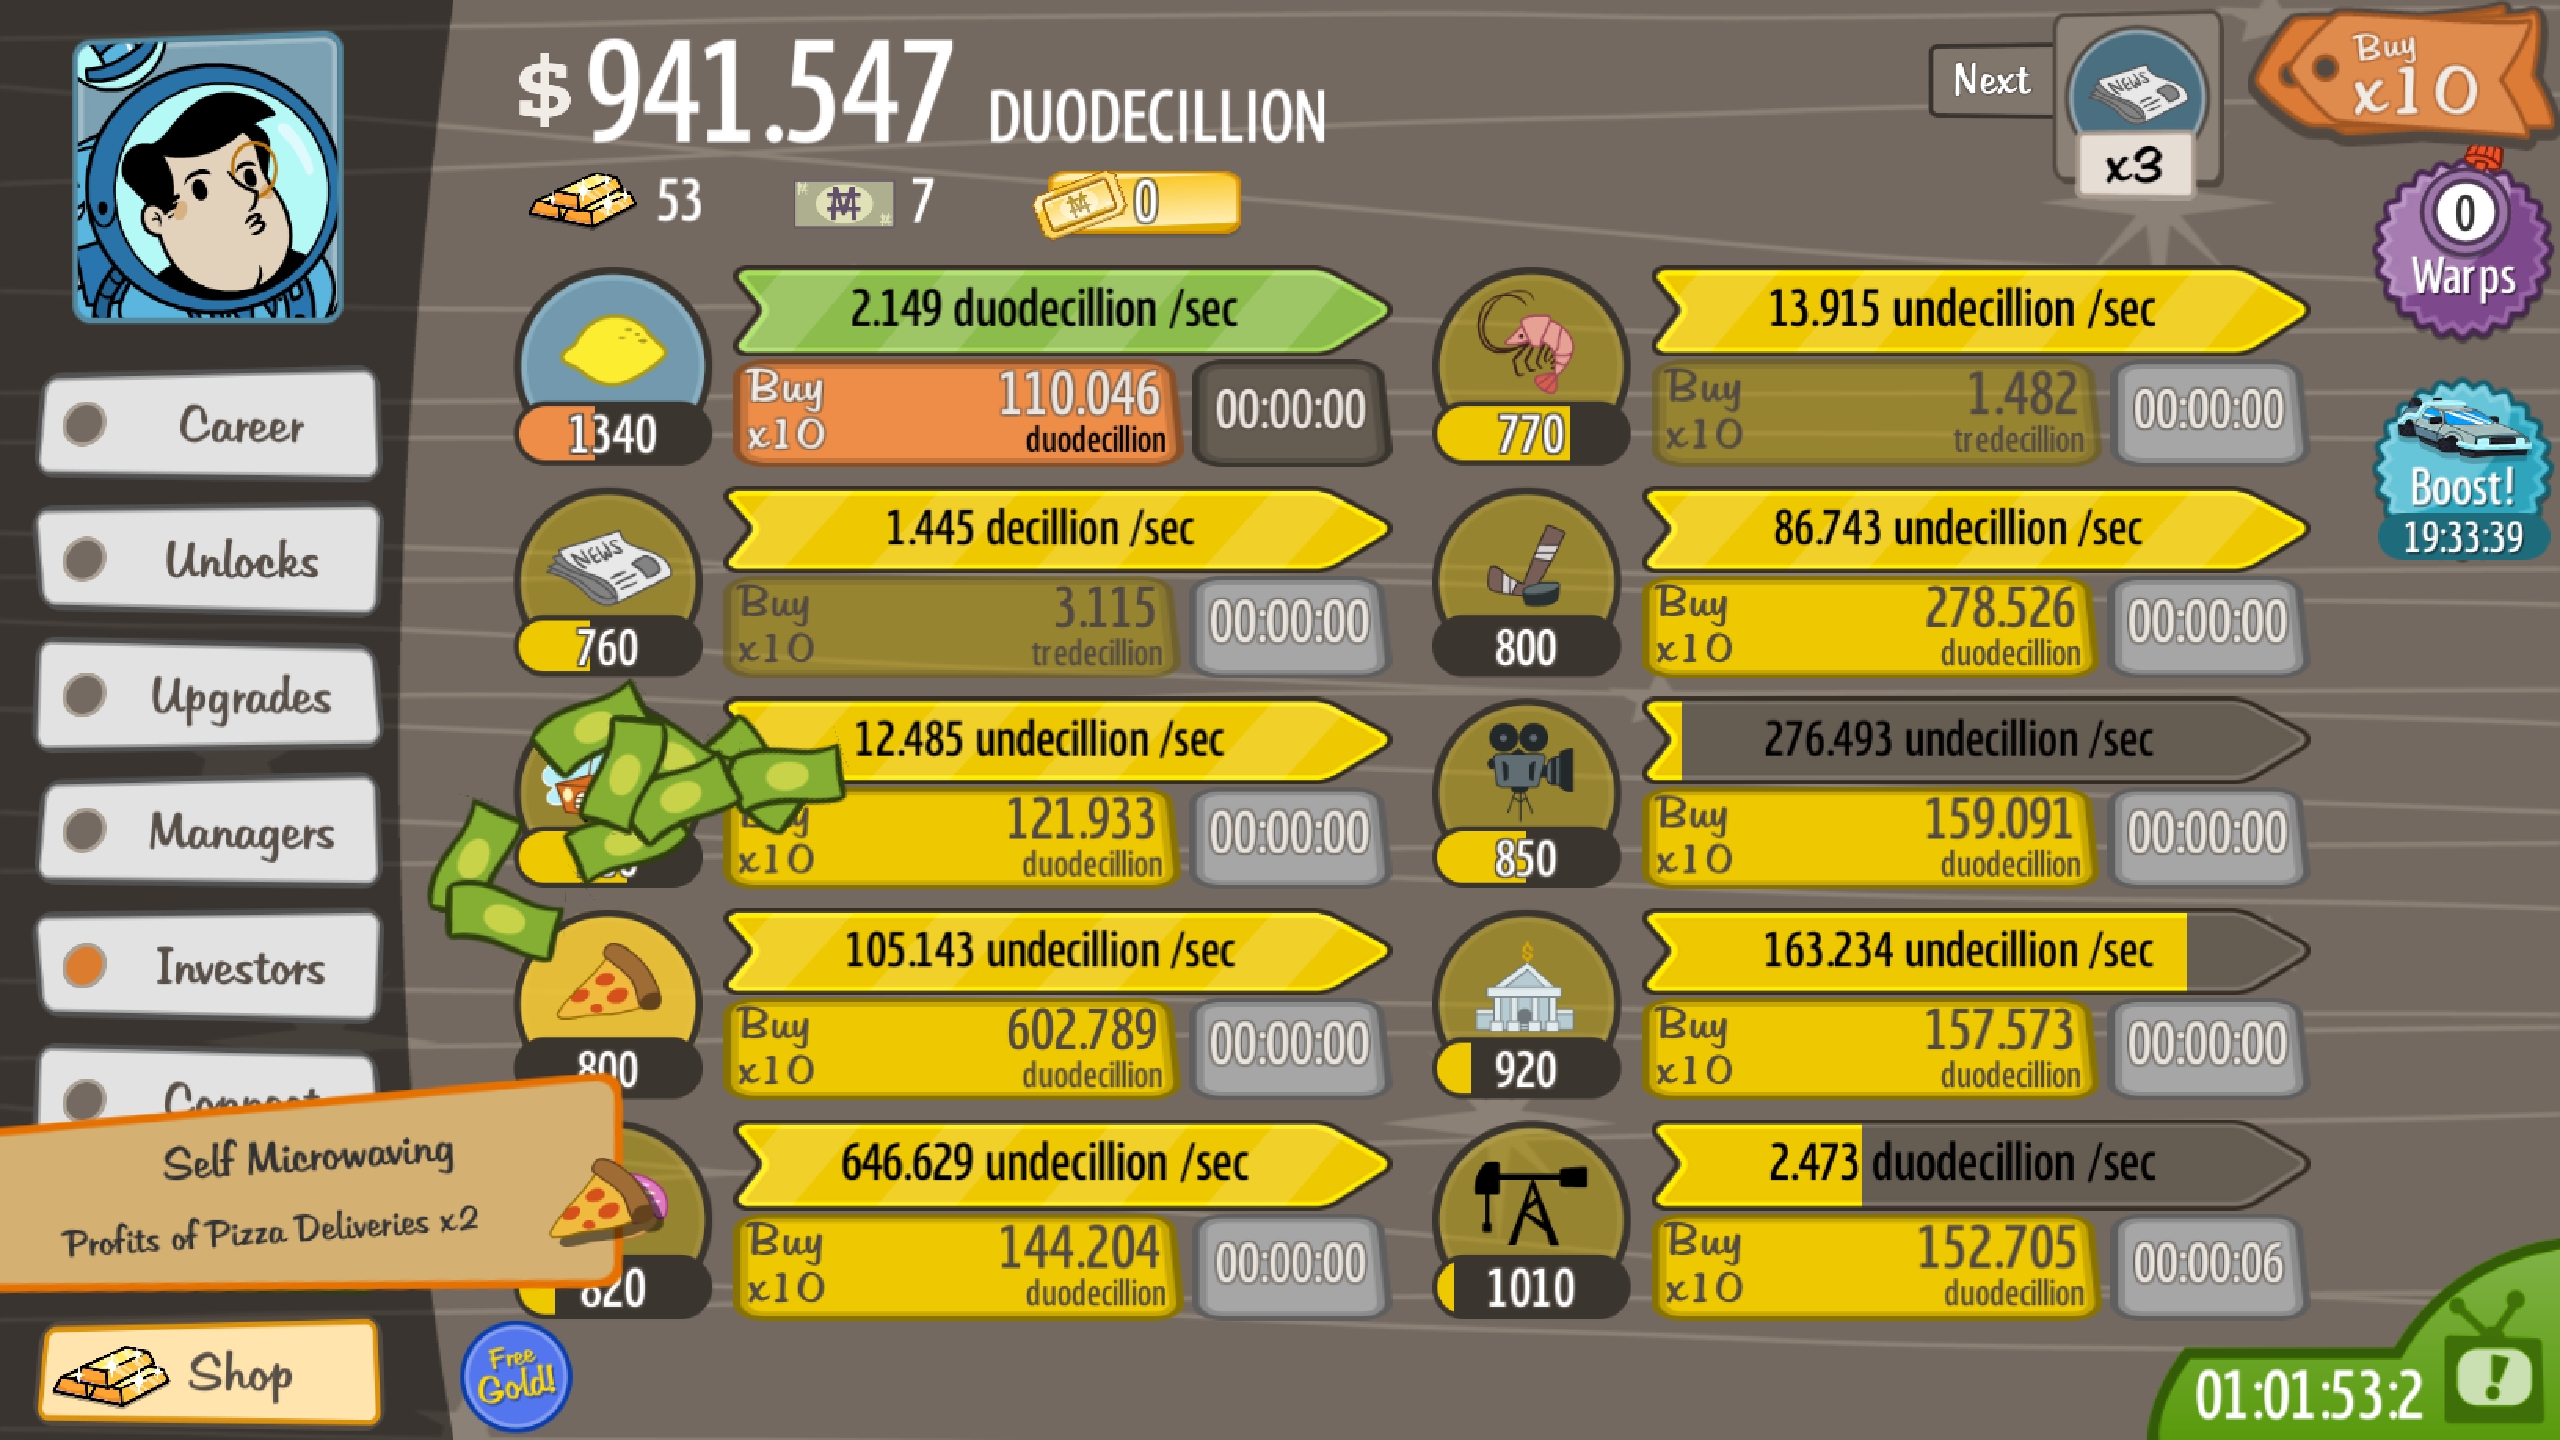 $ 941.547 DUODECILLION
53
7
0
Next
NEWS
x3
Buy
x10
0
Warps
Boost!
19:33:39
Career
Unlocks
Upgrades
Managers
Investors
Connect
Self Microwaving
Profits of Pizza Deliveries x2
Shop
Free
Gold!
2.149 duodecillion /sec
1340
Buy
x10
110.046
duodecillion
00:00:00
13.915 undecillion /sec
770
Buy
x10
1.482
tredecillion
00:00:00
NEWS
1.445 decillion /sec
760
Buy
x10
3.115
tredecillion
00:00:00
86.743 undecillion /sec
800
Buy
x10
278.526
duodecillion
00:00:00
12.485 undecillion /sec
Buy
x10
121.933
duodecillion
00:00:00
276.493 undecillion /sec
850
Buy
x10
159.091
duodecillion
00:00:00
105.143 undecillion /sec
800
Buy
x10
602.789
duodecillion
00:00:00
163.234 undecillion /sec
920
Buy
x10
157.573
duodecillion
00:00:00
646.629 undecillion /sec
820
Buy
x10
144.204
duodecillion
00:00:00
2.473 duodecillion /sec
1010
Buy
x10
152.705
duodecillion
00:00:06
01:01:53:2